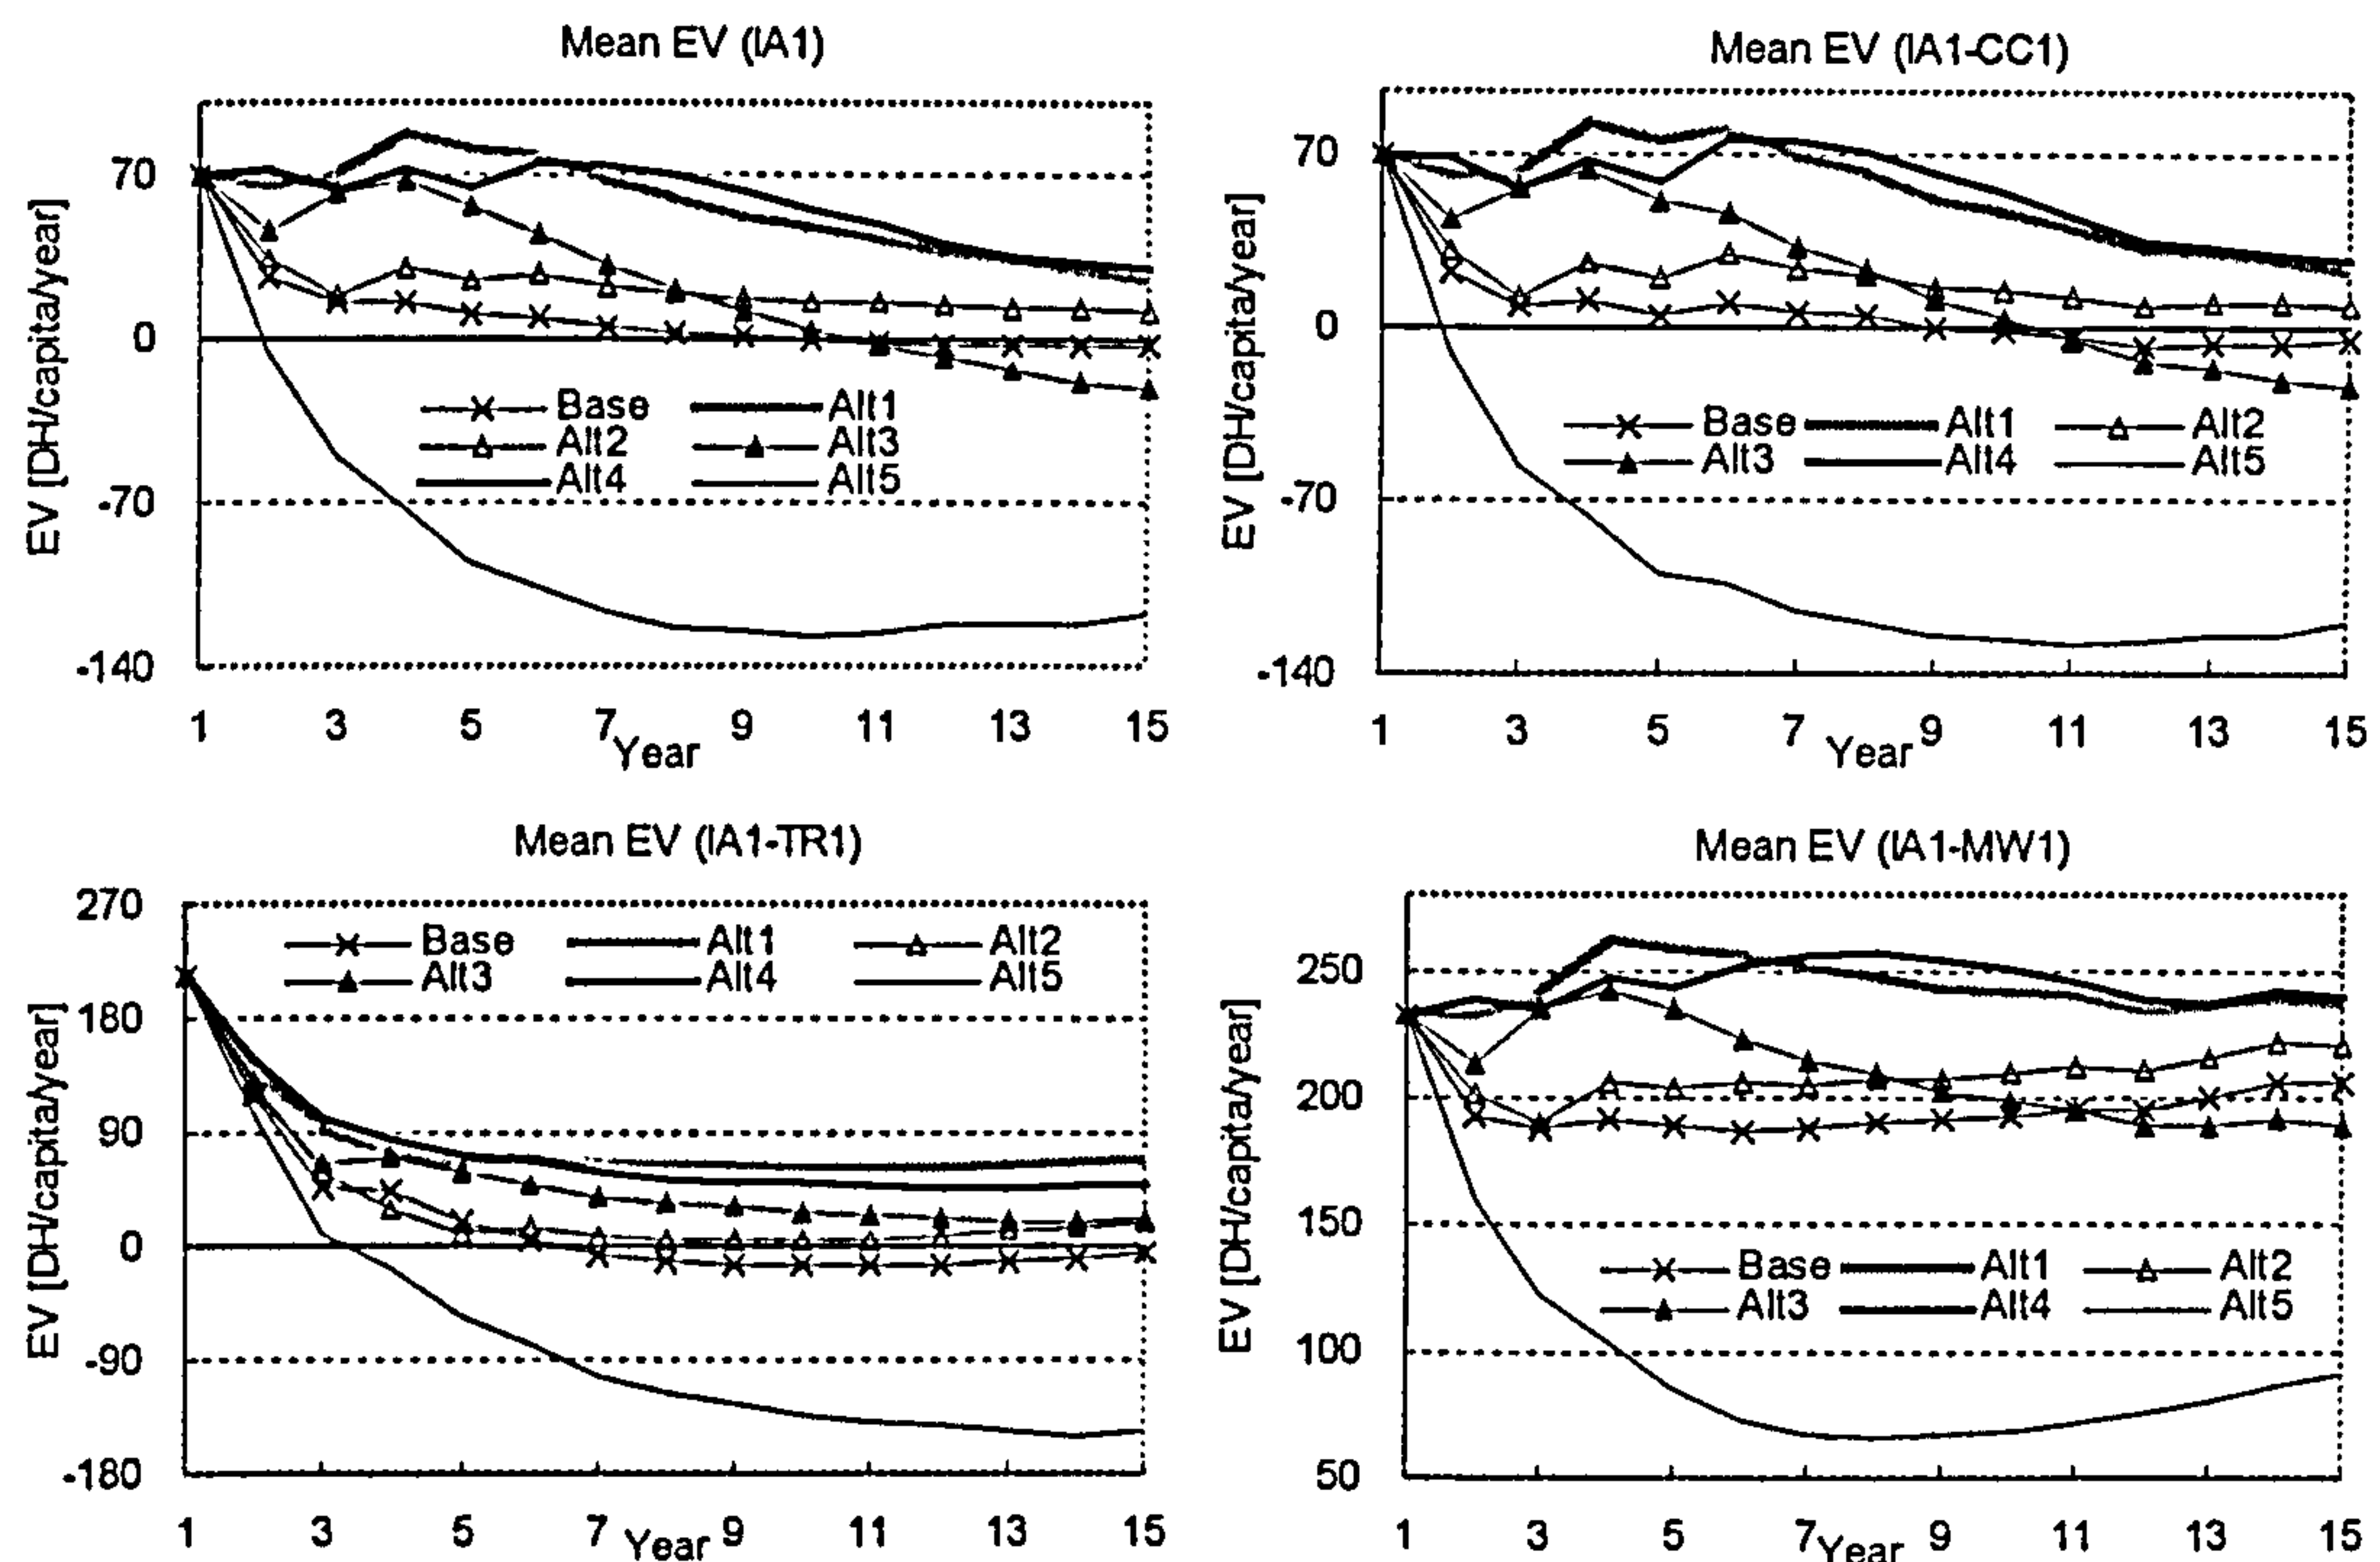 Mean EV (IA1)
EV [DH/capita/year]
70
0
-70
-140
Base Alt1
Alt2 Alt3
Alt4 Alt5
1 3 5 7 9 11 13 15
Year
Mean EV (IA1-CC1)
EV [DH/capita/year]
70
0
-70
-140
Base Alt1 Alt2
Alt3 Alt4 Alt5
1 3 5 7 9 11 13 15
Year
Mean EV (IA1-TR1)
EV [DH/capita/year]
270
180
90
0
-90
-180
Base Alt1 Alt2
Alt3 Alt4 Alt5
1 3 5 7 9 11 13 15
Year
Mean EV (IA1-MW1)
EV [DH/capita/year]
250
200
150
100
50
Base Alt1 Alt2
Alt3 Alt4 Alt5
1 3 5 7 9 11 13 15
Year